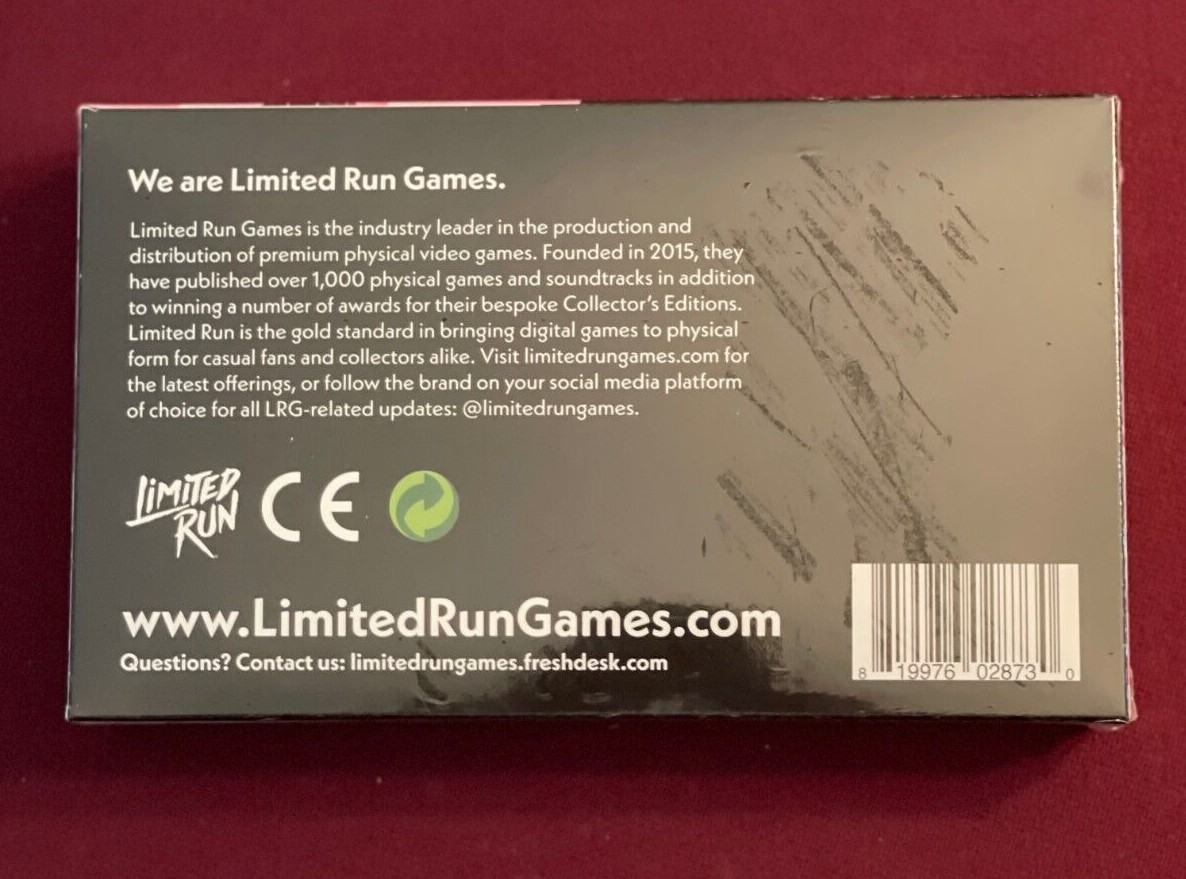 We are Limited Run Games.
Limited Run Games is the industry leader in the production and
distribution of premium physical video games. Founded in 2015, they
have published over 1,000 physical games and soundtracks in addition
to winning a number of awards for their bespoke Collector's Editions.
Limited Run is the gold standard in bringing digital games to physical
form for casual fans and collectors alike. Visit limitedrungames.com for
the latest offerings, or follow the brand on your social media platform
of choice for all LRG-related updates: @limitedrungames.
LIMITED
RUN
CE
www.LimitedRunGames.com
Questions? Contact us: limitedrungames.freshdesk.com
8 19976 02873 0